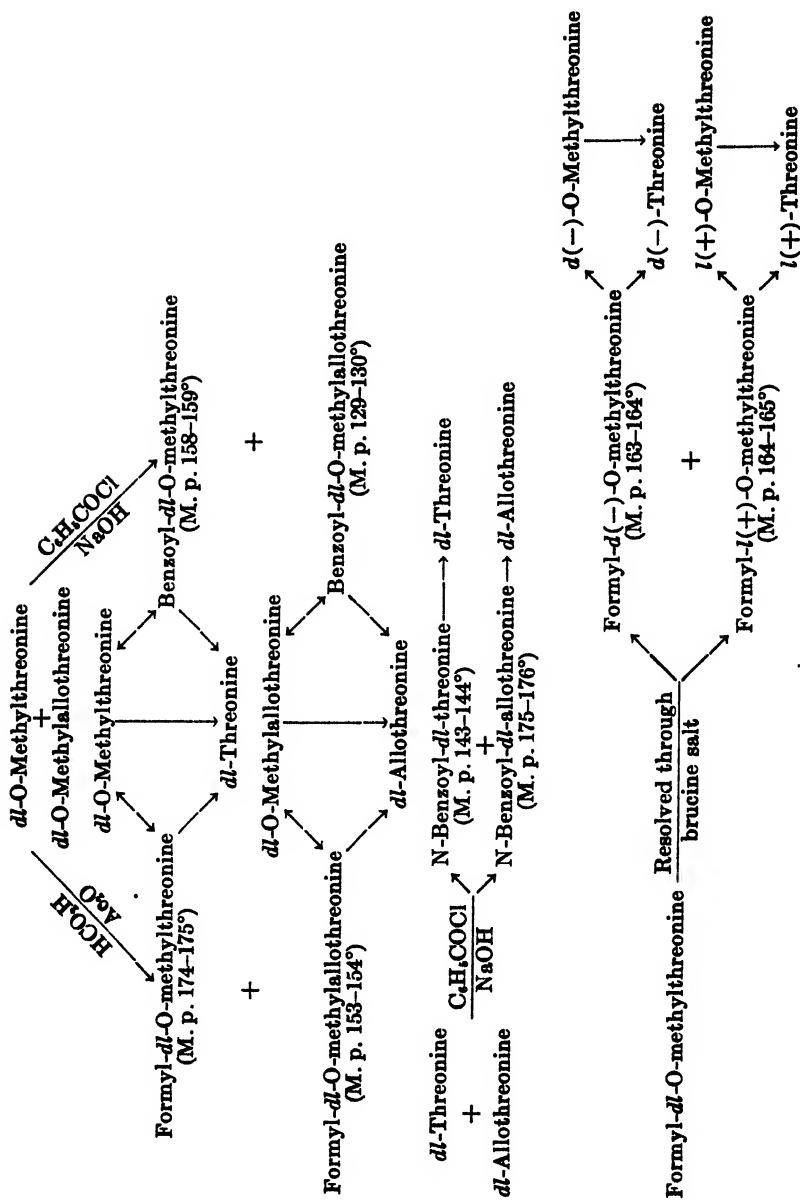 dl-O-Methylthreonine
+
dl-O-Methylallothreonine
HCO₂H
Ac₂O
C₆H₅COCl
NaOH
dl-O-Methylthreonine
Formyl-dl-O-methylthreonine
(M. p. 174–175°)
Benzoyl-dl-O-methylthreonine
(M. p. 158–159°)
dl-Threonine
+
+
dl-O-Methylallothreonine
Formyl-dl-O-methylallothreonine
(M. p. 153–154°)
Benzoyl-dl-O-methylallothreonine
(M. p. 129–130°)
dl-Allothreonine
dl-Threonine
+
dl-Allothreonine
C₆H₅COCl
NaOH
N-Benzoyl-dl-threonine → dl-Threonine
(M. p. 143–144°)
+
N-Benzoyl-dl-allothreonine → dl-Allothreonine
(M. p. 175–176°)
Formyl-dl-O-methylthreonine
Resolved through
brucine salt
Formyl-d(−)-O-methylthreonine
(M. p. 163–164°)
d(−)-O-Methylthreonine
d(−)-Threonine
+
Formyl-l(+)-O-methylthreonine
(M. p. 164–165°)
l(+)-O-Methylthreonine
l(+)-Threonine